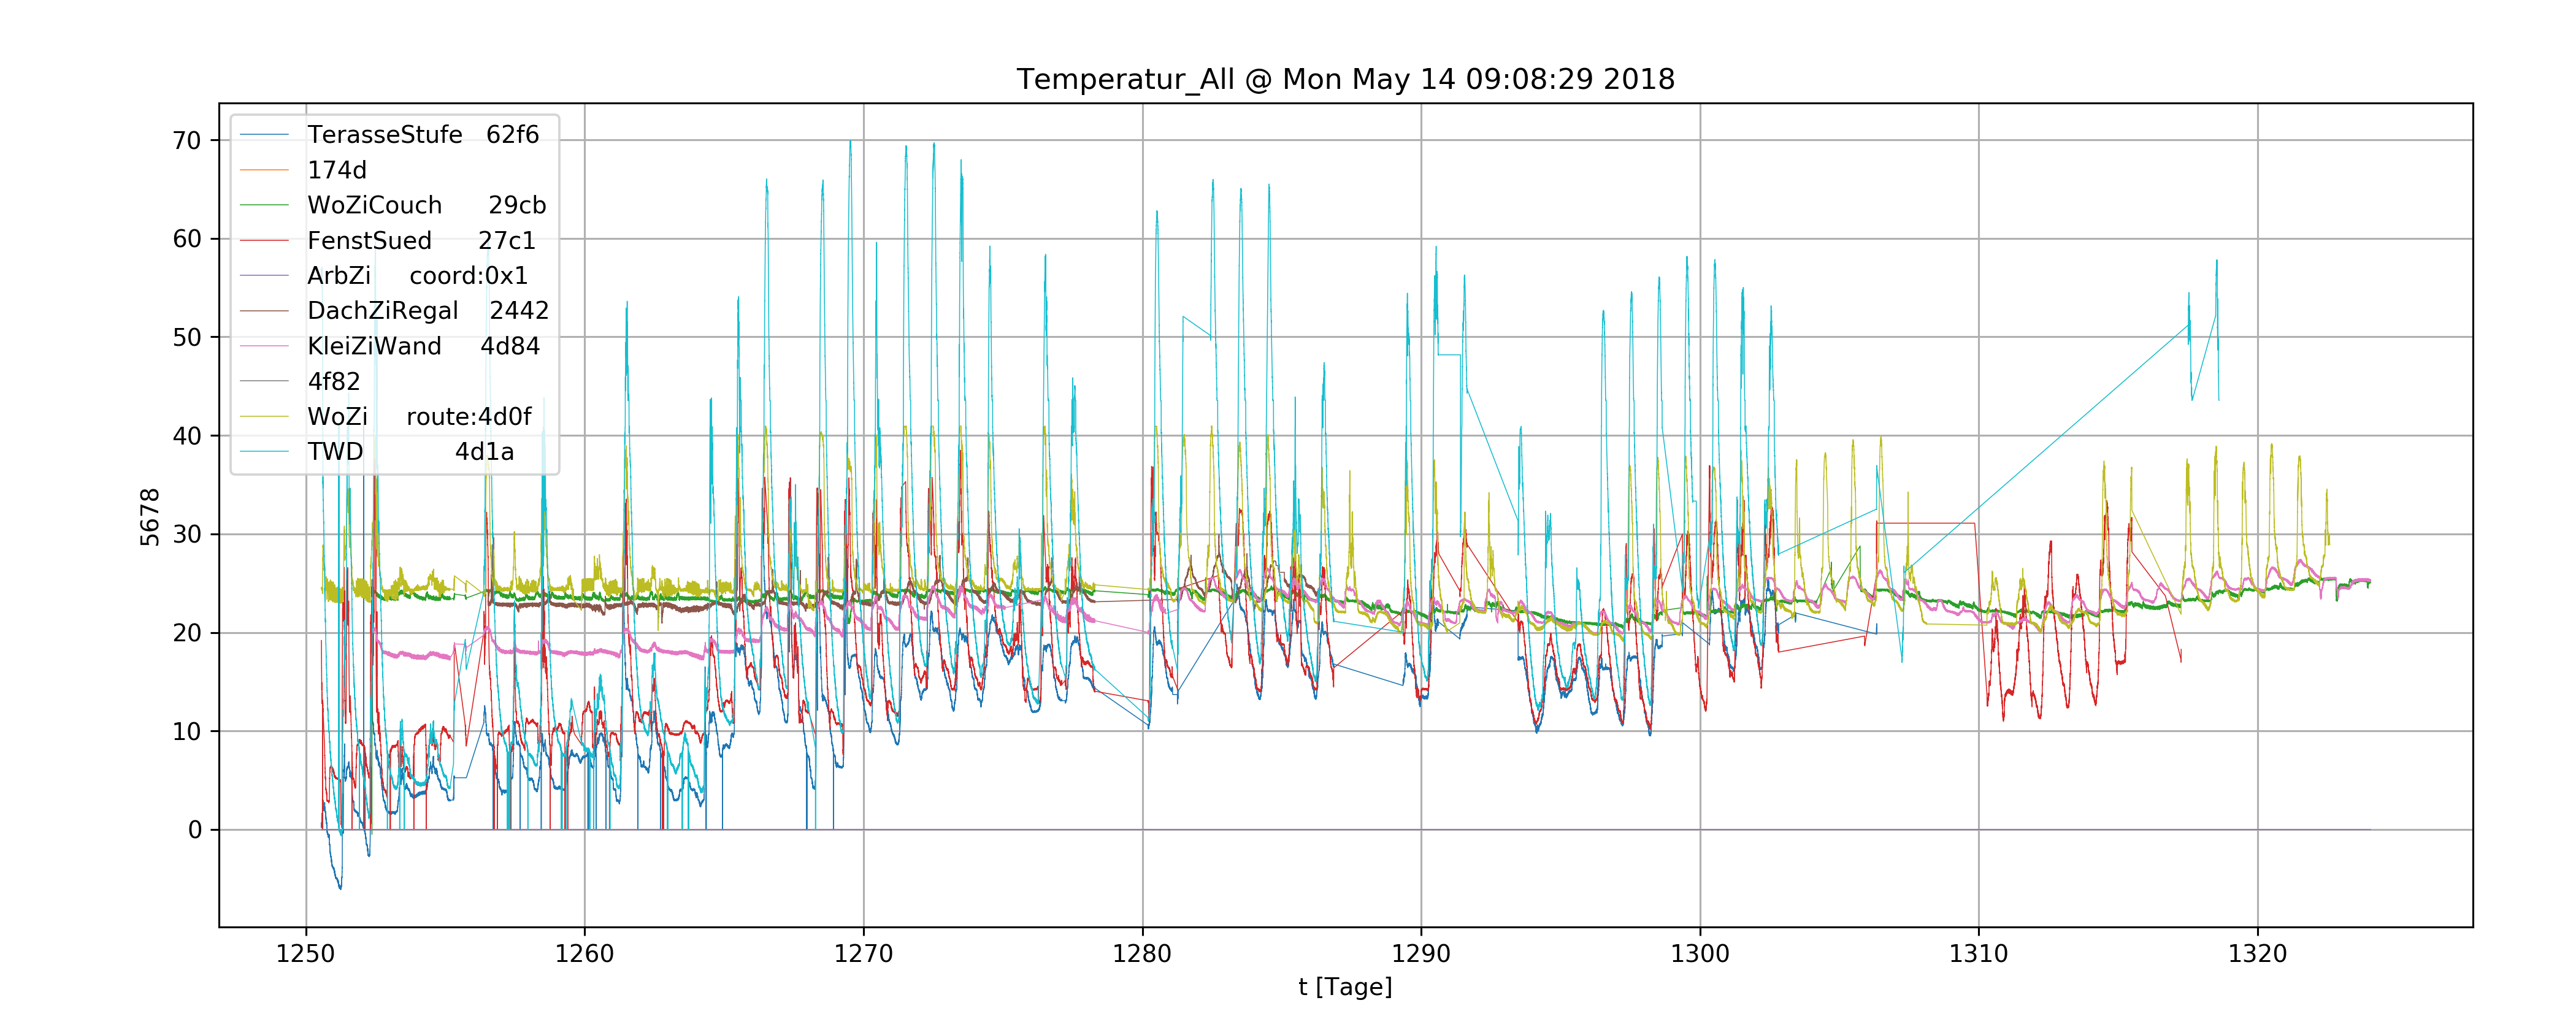 Temperatur_All @ Mon May 14 09:08:29 2018
70
60
50
40
30
20
10
0
5678
TerasseStufe 62f6
174d
WoZiCouch 29cb
FenstSued 27c1
ArbZi coord:0x1
DachZiRegal 2442
KleiZiWand 4d84
4f82
WoZi route:4d0f
TWD 4d1a
1250 1260 1270 1280 1290 1300 1310 1320
t [Tage]